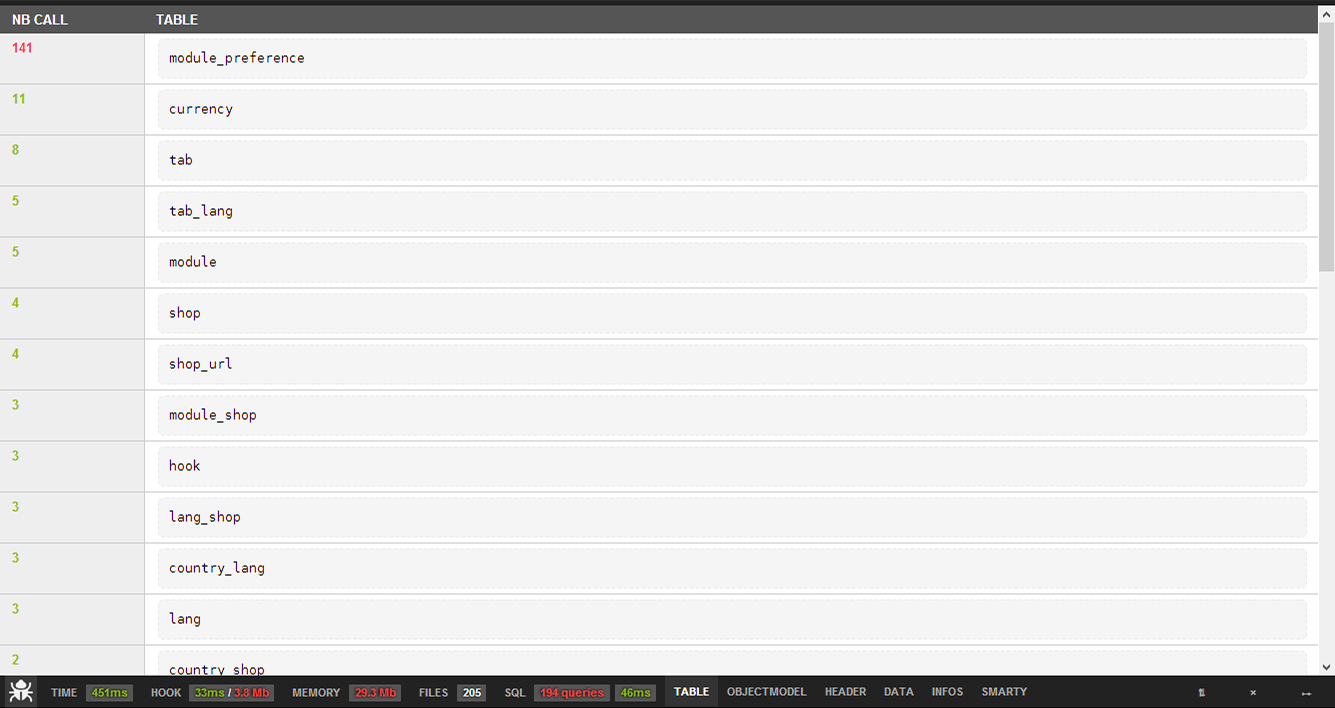 NB CALL TABLE
141 module_preference
11 currency
8 tab
5 tab_lang
5 module
4 shop
4 shop_url
3 module_shop
3 hook
3 lang_shop
3 country_lang
3 lang
2 country_shop
TIME 451ms HOOK 33ms / 3.8 Mb MEMORY 29.3 Mb FILES 205 SQL 194 queries 46ms TABLE OBJECTMODEL HEADER DATA INFOS SMARTY